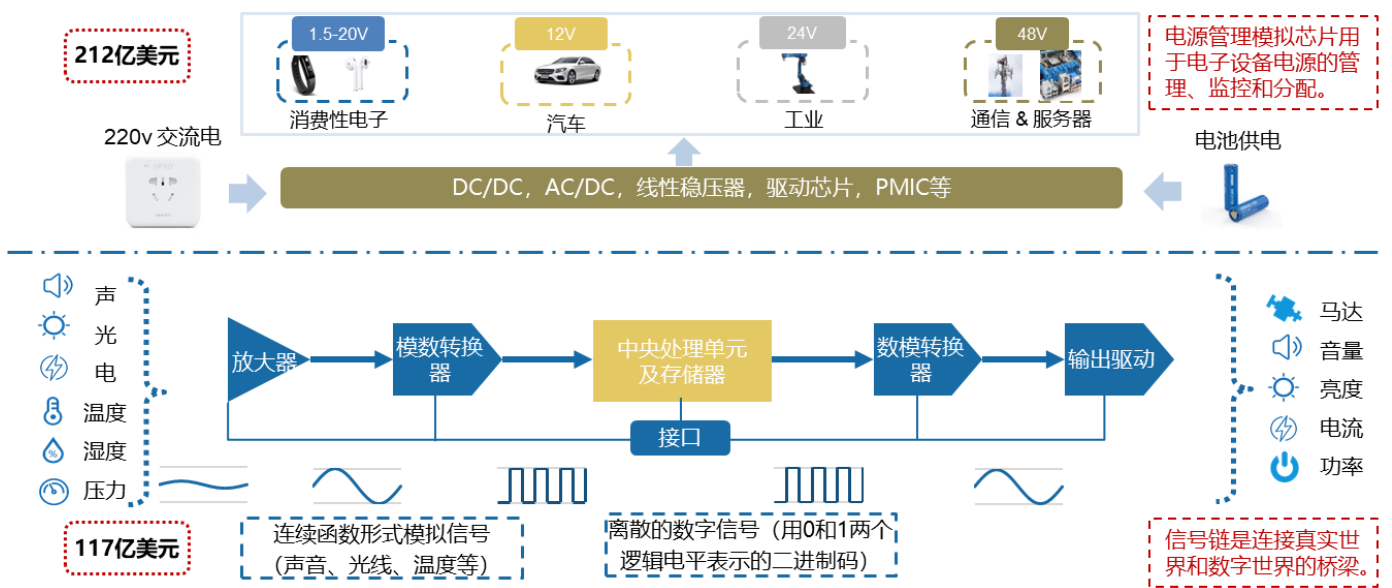 212亿美元
1.5-20V
12V
24V
48V
消费性电子
汽车
工业
通信 & 服务器
电源管理模拟芯片用
于电子设备电源的管
理、监控和分配。
220v 交流电
电池供电
DC/DC，AC/DC，线性稳压器，驱动芯片，PMIC等
声
光
电
温度
湿度
%
压力
放大器
模数转换
器
中央处理单元
及存储器
数模转换
器
输出驱动
接口
马达
音量
亮度
电流
功率
117亿美元
连续函数形式模拟信号
（声音、光线、温度等）
离散的数字信号（用0和1两个
逻辑电平表示的二进制码）
信号链是连接真实世
界和数字世界的桥梁。